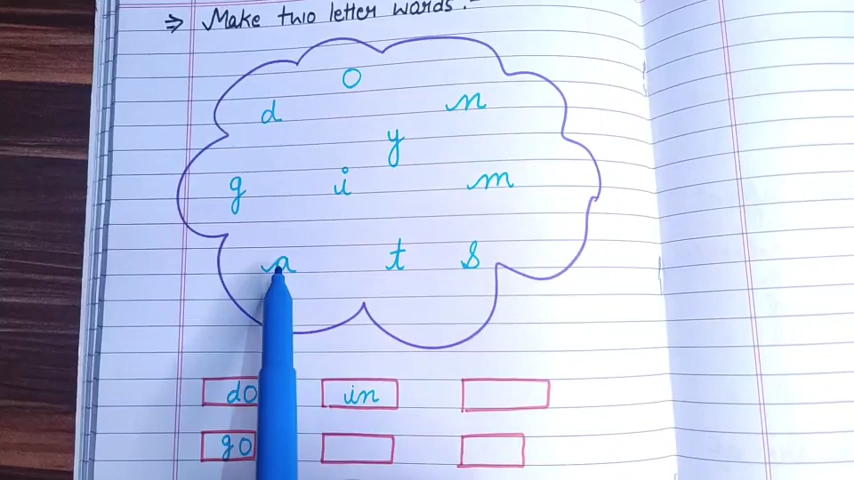 ⇒ Make two letter words:-
o
d n
y
g i m
a t s
do in
go